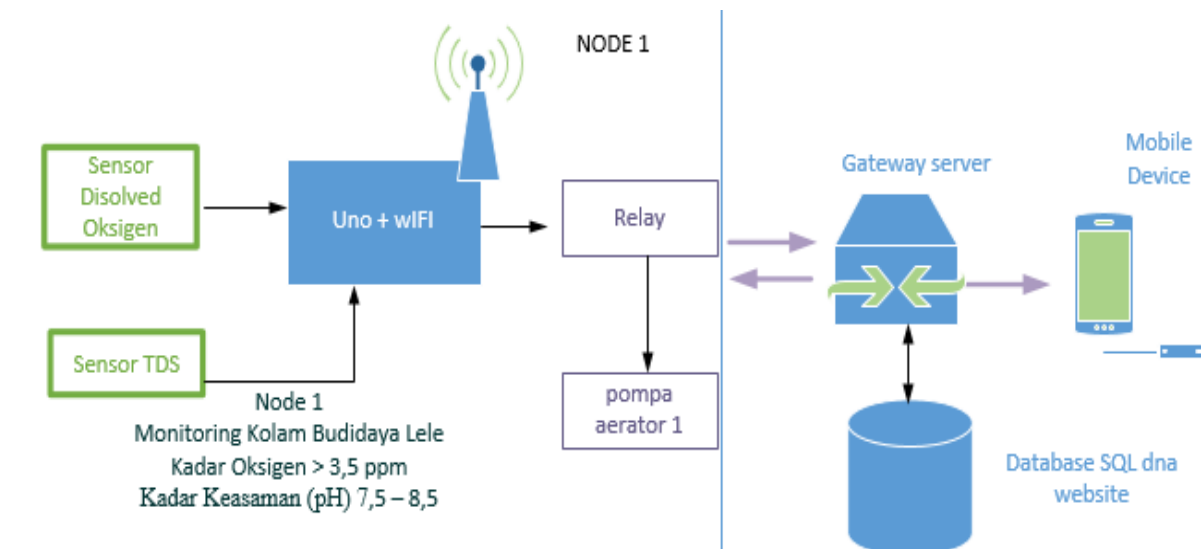 NODE 1
Sensor
Disolved
Oksigen
Uno + wIFI
Relay
Gateway server
Mobile
Device
Sensor TDS
pompa
aerator 1
Node 1
Monitoring Kolam Budidaya Lele
Kadar Oksigen > 3,5 ppm
Kadar Keasaman (pH) 7,5 – 8,5
Database SQL dna
website